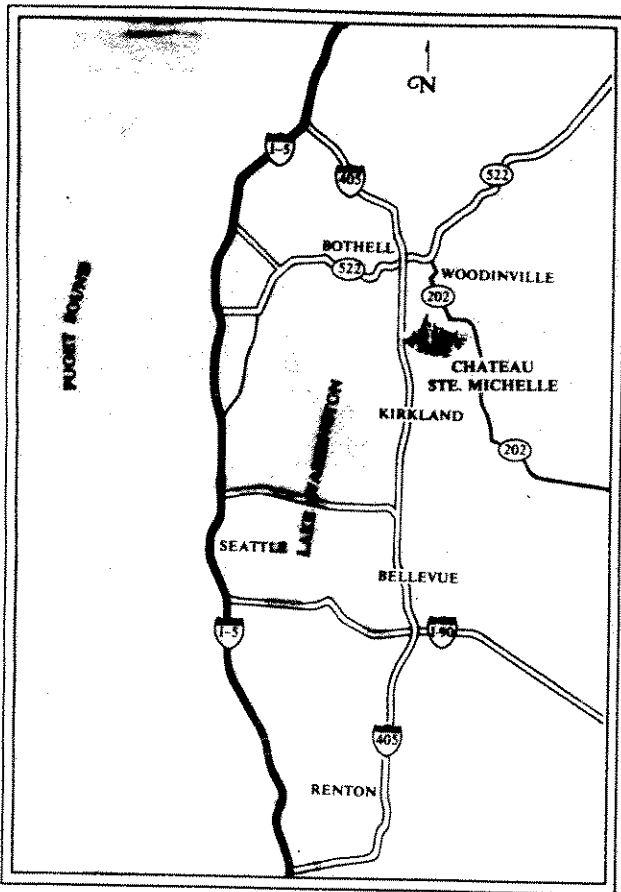 N
I-5
405
522
BOTHELL
522
WOODINVILLE
202
PUGET SOUND
CHATEAU
STE. MICHELLE
KIRKLAND
LAKE WASHINGTON
202
SEATTLE
BELLEVUE
I-5
I-90
405
RENTON